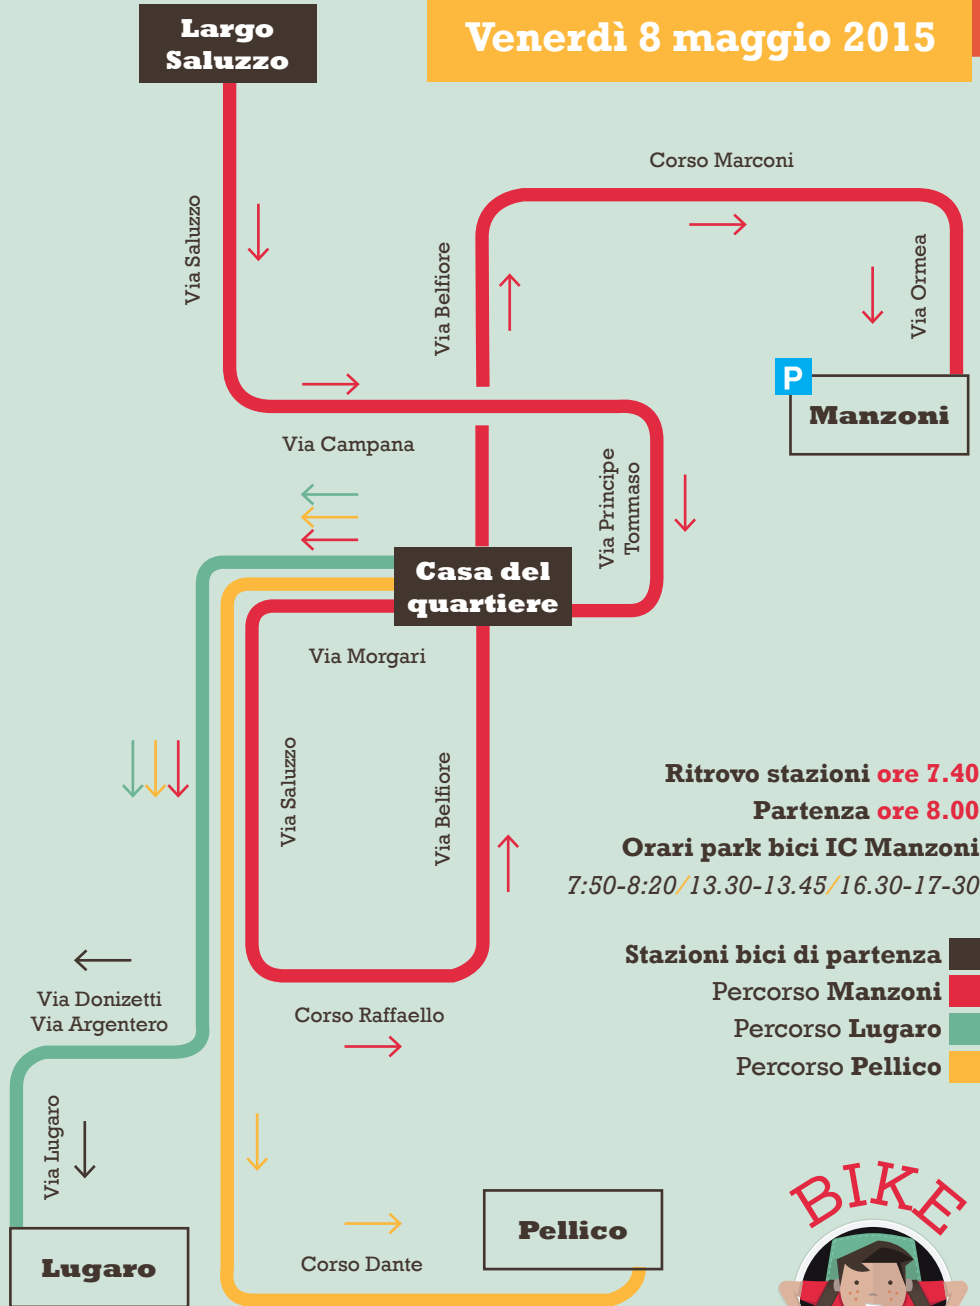 Largo
Saluzzo
Venerdì 8 maggio 2015
Corso Marconi
Via Saluzzo
Via Belfiore
Via Ormea
P
Manzoni
Via Campana
Via Principe
Tommaso
Casa del
quartiere
Via Morgari
Via Saluzzo
Via Belfiore
Ritrovo stazioni ore 7.40
Partenza ore 8.00
Orari park bici IC Manzoni
7:50-8:20/13.30-13.45/16.30-17-30
Stazioni bici di partenza
Percorso Manzoni
Percorso Lugaro
Percorso Pellico
Via Donizetti
Via Argentero
Corso Raffaello
Via Lugaro
BIKE
Pellico
Lugaro
Corso Dante